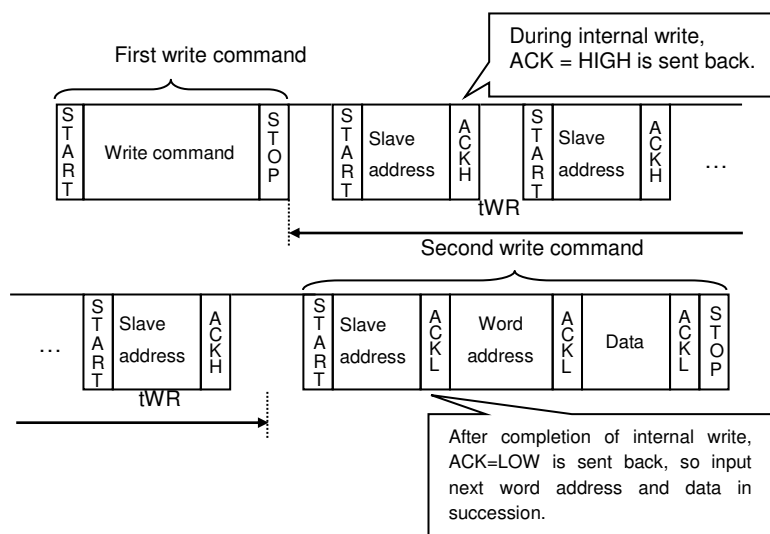 During internal write,
ACK = HIGH is sent back.
First write command
START
Write command
STOP
START
Slave
address
ACKH
START
Slave
address
ACKH
…
tWR
Second write command
…
START
Slave
address
ACKH
START
Slave
address
ACKL
Word
address
ACKL
Data
ACKL
STOP
tWR
After completion of internal write,
ACK=LOW is sent back, so input
next word address and data in
succession.